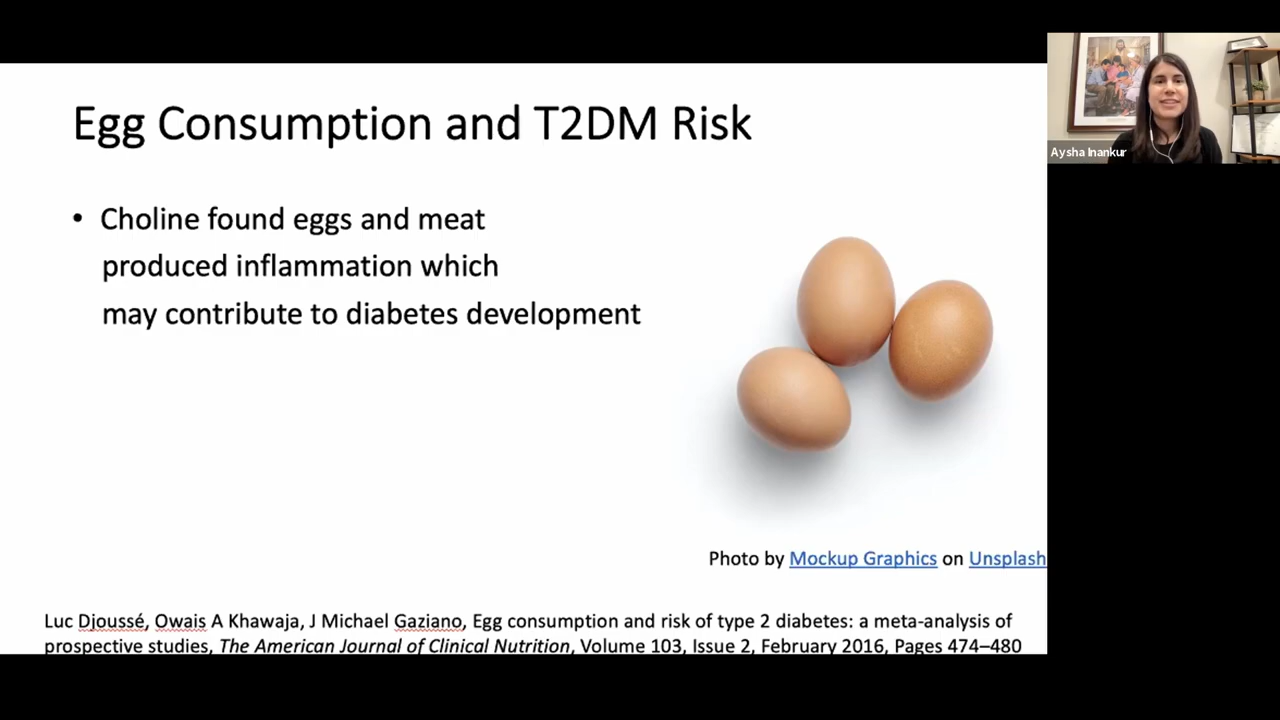 Egg Consumption and T2DM Risk
• Choline found eggs and meat
produced inflammation which
may contribute to diabetes development
Photo by Mockup Graphics on Unsplash
Luc Djoussé, Owais A Khawaja, J Michael Gaziano, Egg consumption and risk of type 2 diabetes: a meta-analysis of
prospective studies, The American Journal of Clinical Nutrition, Volume 103, Issue 2, February 2016, Pages 474–480
Aysha Inankur